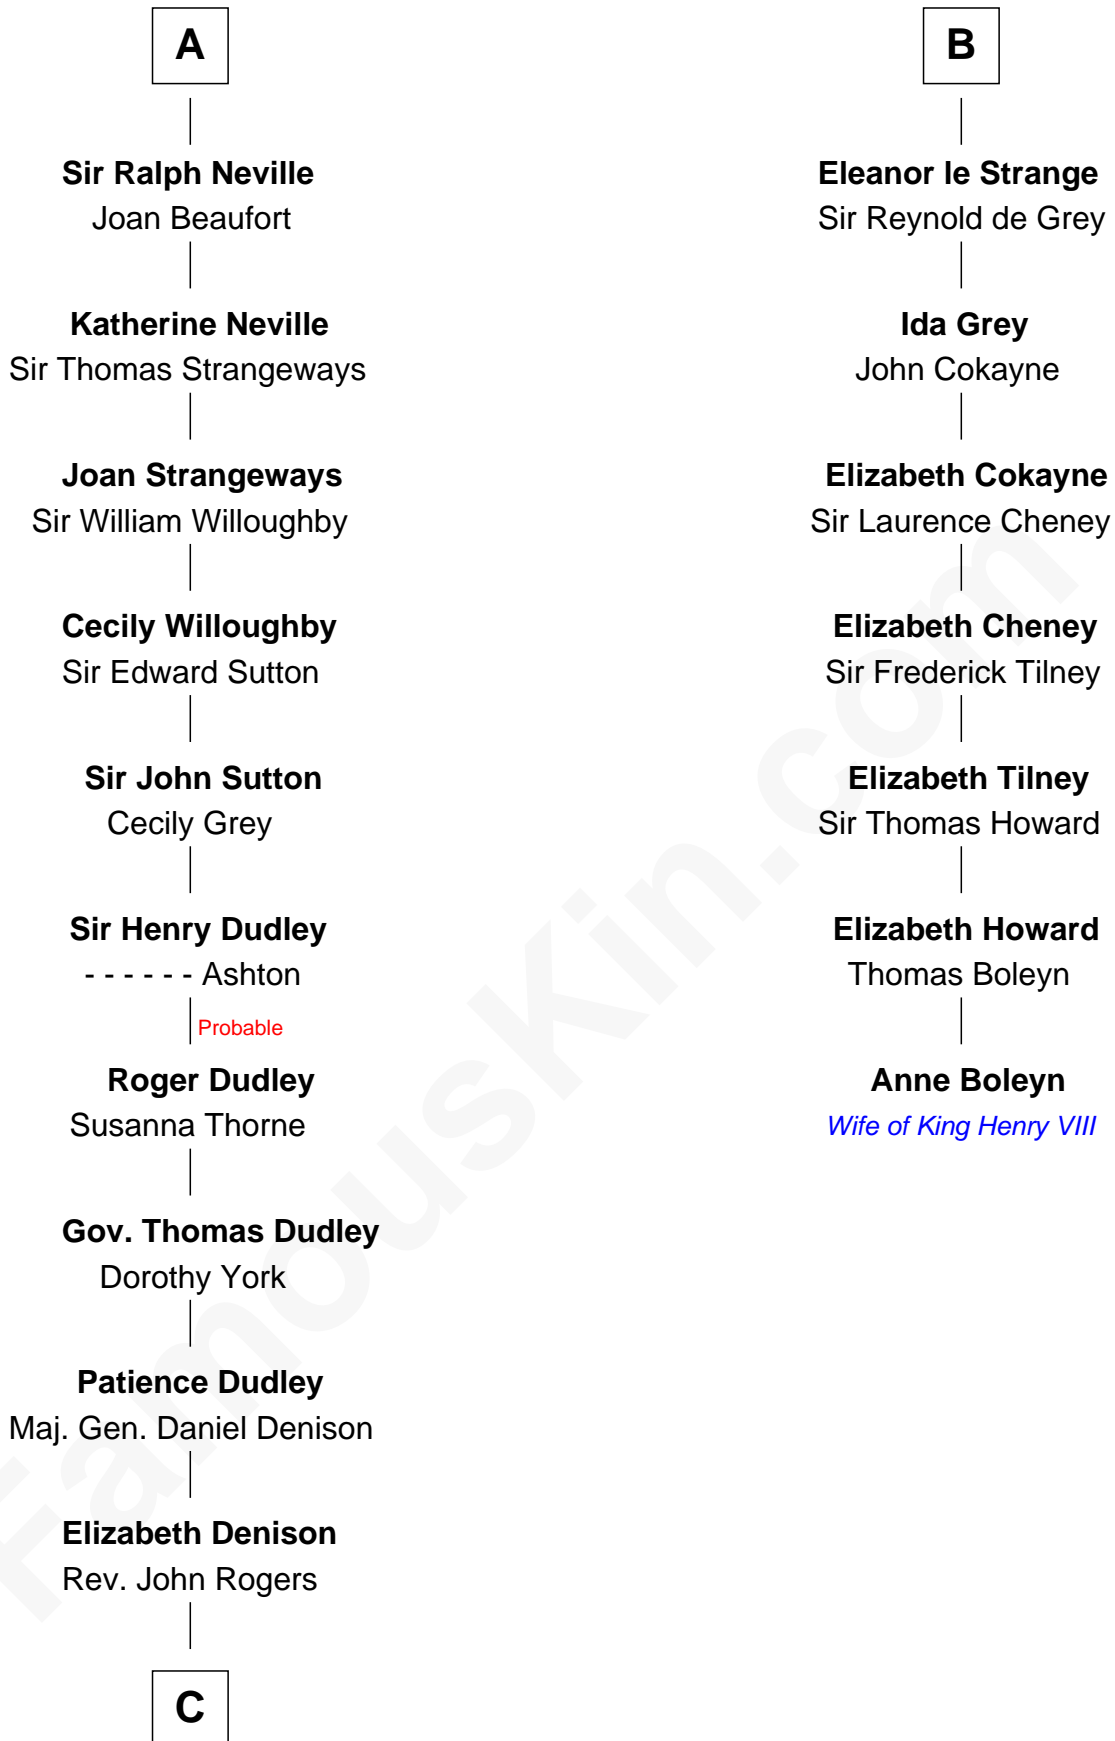 A
Sir Ralph Neville
Joan Beaufort
Katherine Neville
Sir Thomas Strangeways
Joan Strangeways
Sir William Willoughby
Cecily Willoughby
Sir Edward Sutton
Sir John Sutton
Cecily Grey
Sir Henry Dudley
- - - - - - Ashton
Probable
Roger Dudley
Susanna Thorne
Gov. Thomas Dudley
Dorothy York
Patience Dudley
Maj. Gen. Daniel Denison
Elizabeth Denison
Rev. John Rogers
C
B
Eleanor le Strange
Sir Reynold de Grey
Ida Grey
John Cokayne
Elizabeth Cokayne
Sir Laurence Cheney
Elizabeth Cheney
Sir Frederick Tilney
Elizabeth Tilney
Sir Thomas Howard
Elizabeth Howard
Thomas Boleyn
Anne Boleyn
Wife of King Henry VIII
FamousKin.com